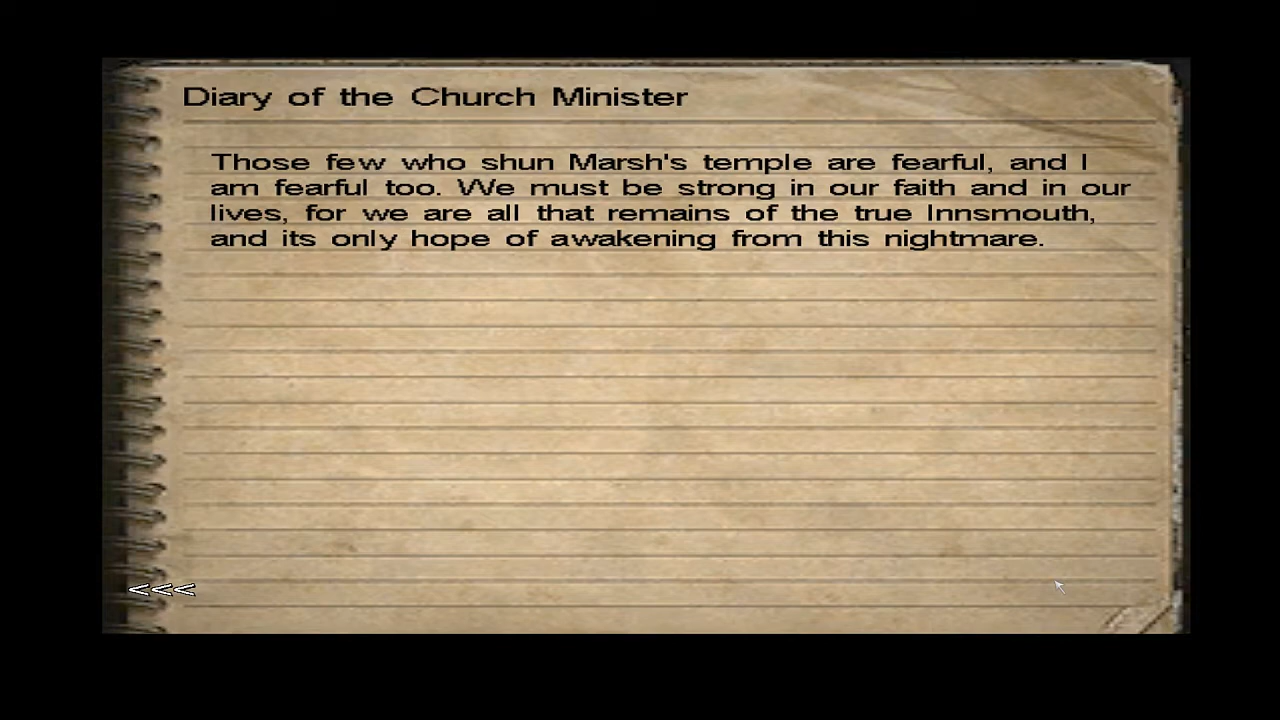 Diary of the Church Minister
Those few who shun Marsh's temple are fearful, and I
am fearful too. We must be strong in our faith and in our
lives, for we are all that remains of the true Innsmouth,
and its only hope of awakening from this nightmare.
<<<